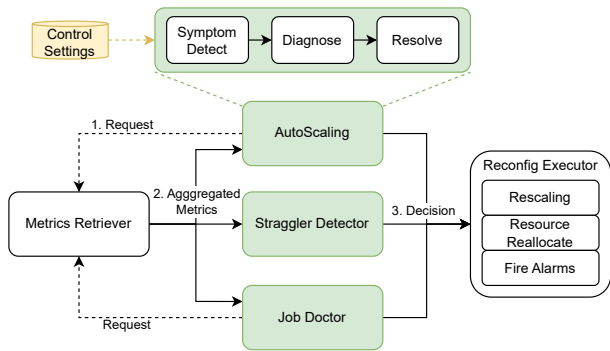 Control
Settings
Symptom
Detect
Diagnose
Resolve
1. Request
AutoScaling
2. Agggregated
Metrics
Metrics Retriever
Straggler Detector
3. Decision
Reconfig Executor
Rescaling
Resource
Reallocate
Fire Alarms
Request
Job Doctor